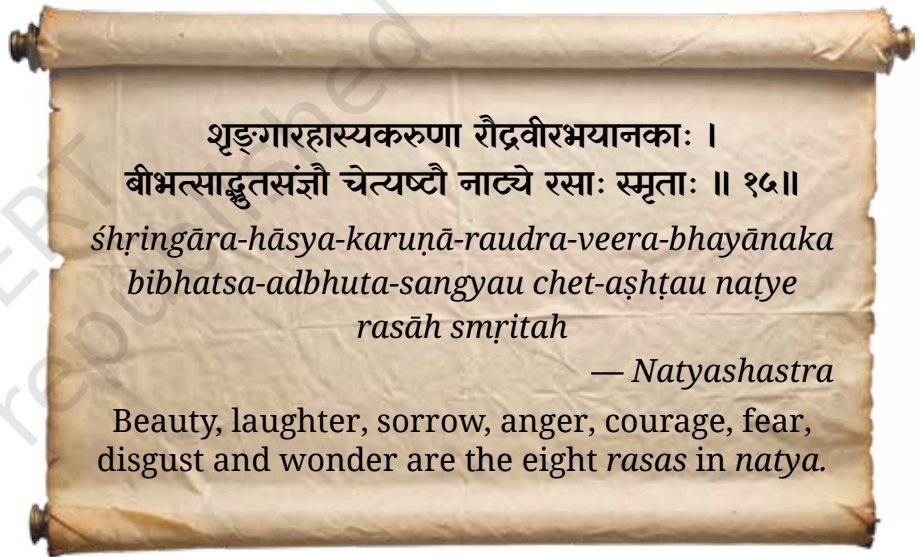 शृङ्गारहास्यकरुणा रौद्रवीरभयानकाः ।
बीभत्साद्भुतसंज्ञौ चेत्यष्टौ नाट्ये रसाः स्मृताः ॥ १५॥
śhṛingāra-hāsya-karuṇā-raudra-veera-bhayānaka
bibhatsa-adbhuta-sangyau chet-aṣhṭau naṭye
rasāh smṛitah
— Natyashastra
Beauty, laughter, sorrow, anger, courage, fear,
disgust and wonder are the eight rasas in natya.